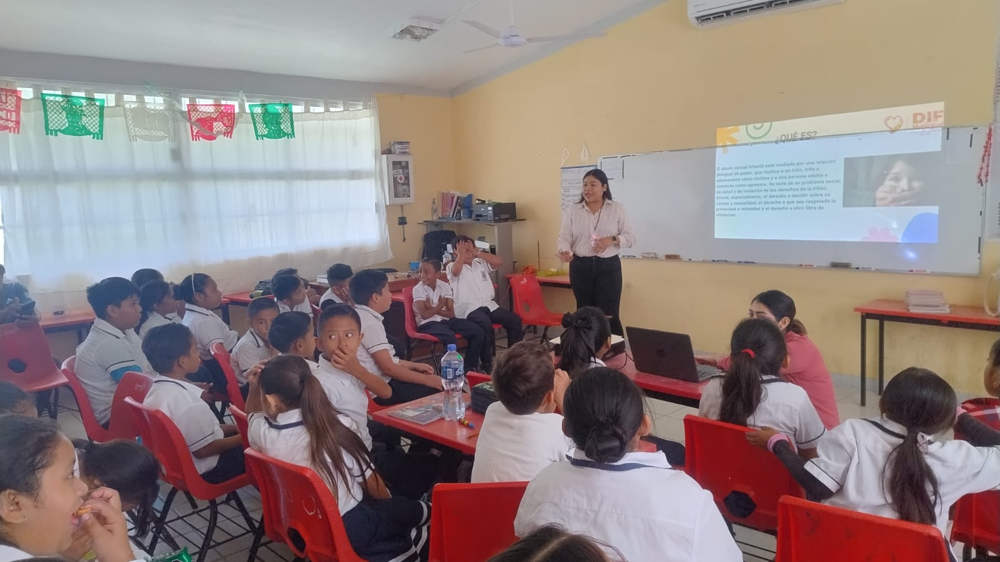 DIF
¿QUÈ ES?
El abuso sexual infantil está mediado por una relación
desigual de poder, que implica a un niño, niña o
adolescente como víctima y a una persona adulta o
coetánea como agresora. Se trata de un problema social,
de salud y de violación de los derechos de la niñez.
Afecta, especialmente, el derecho a decidir sobre su
cuerpo y sexualidad; el derecho a que sea respetada la
privacidad e intimidad y el derecho a vivir libre de
violencias.